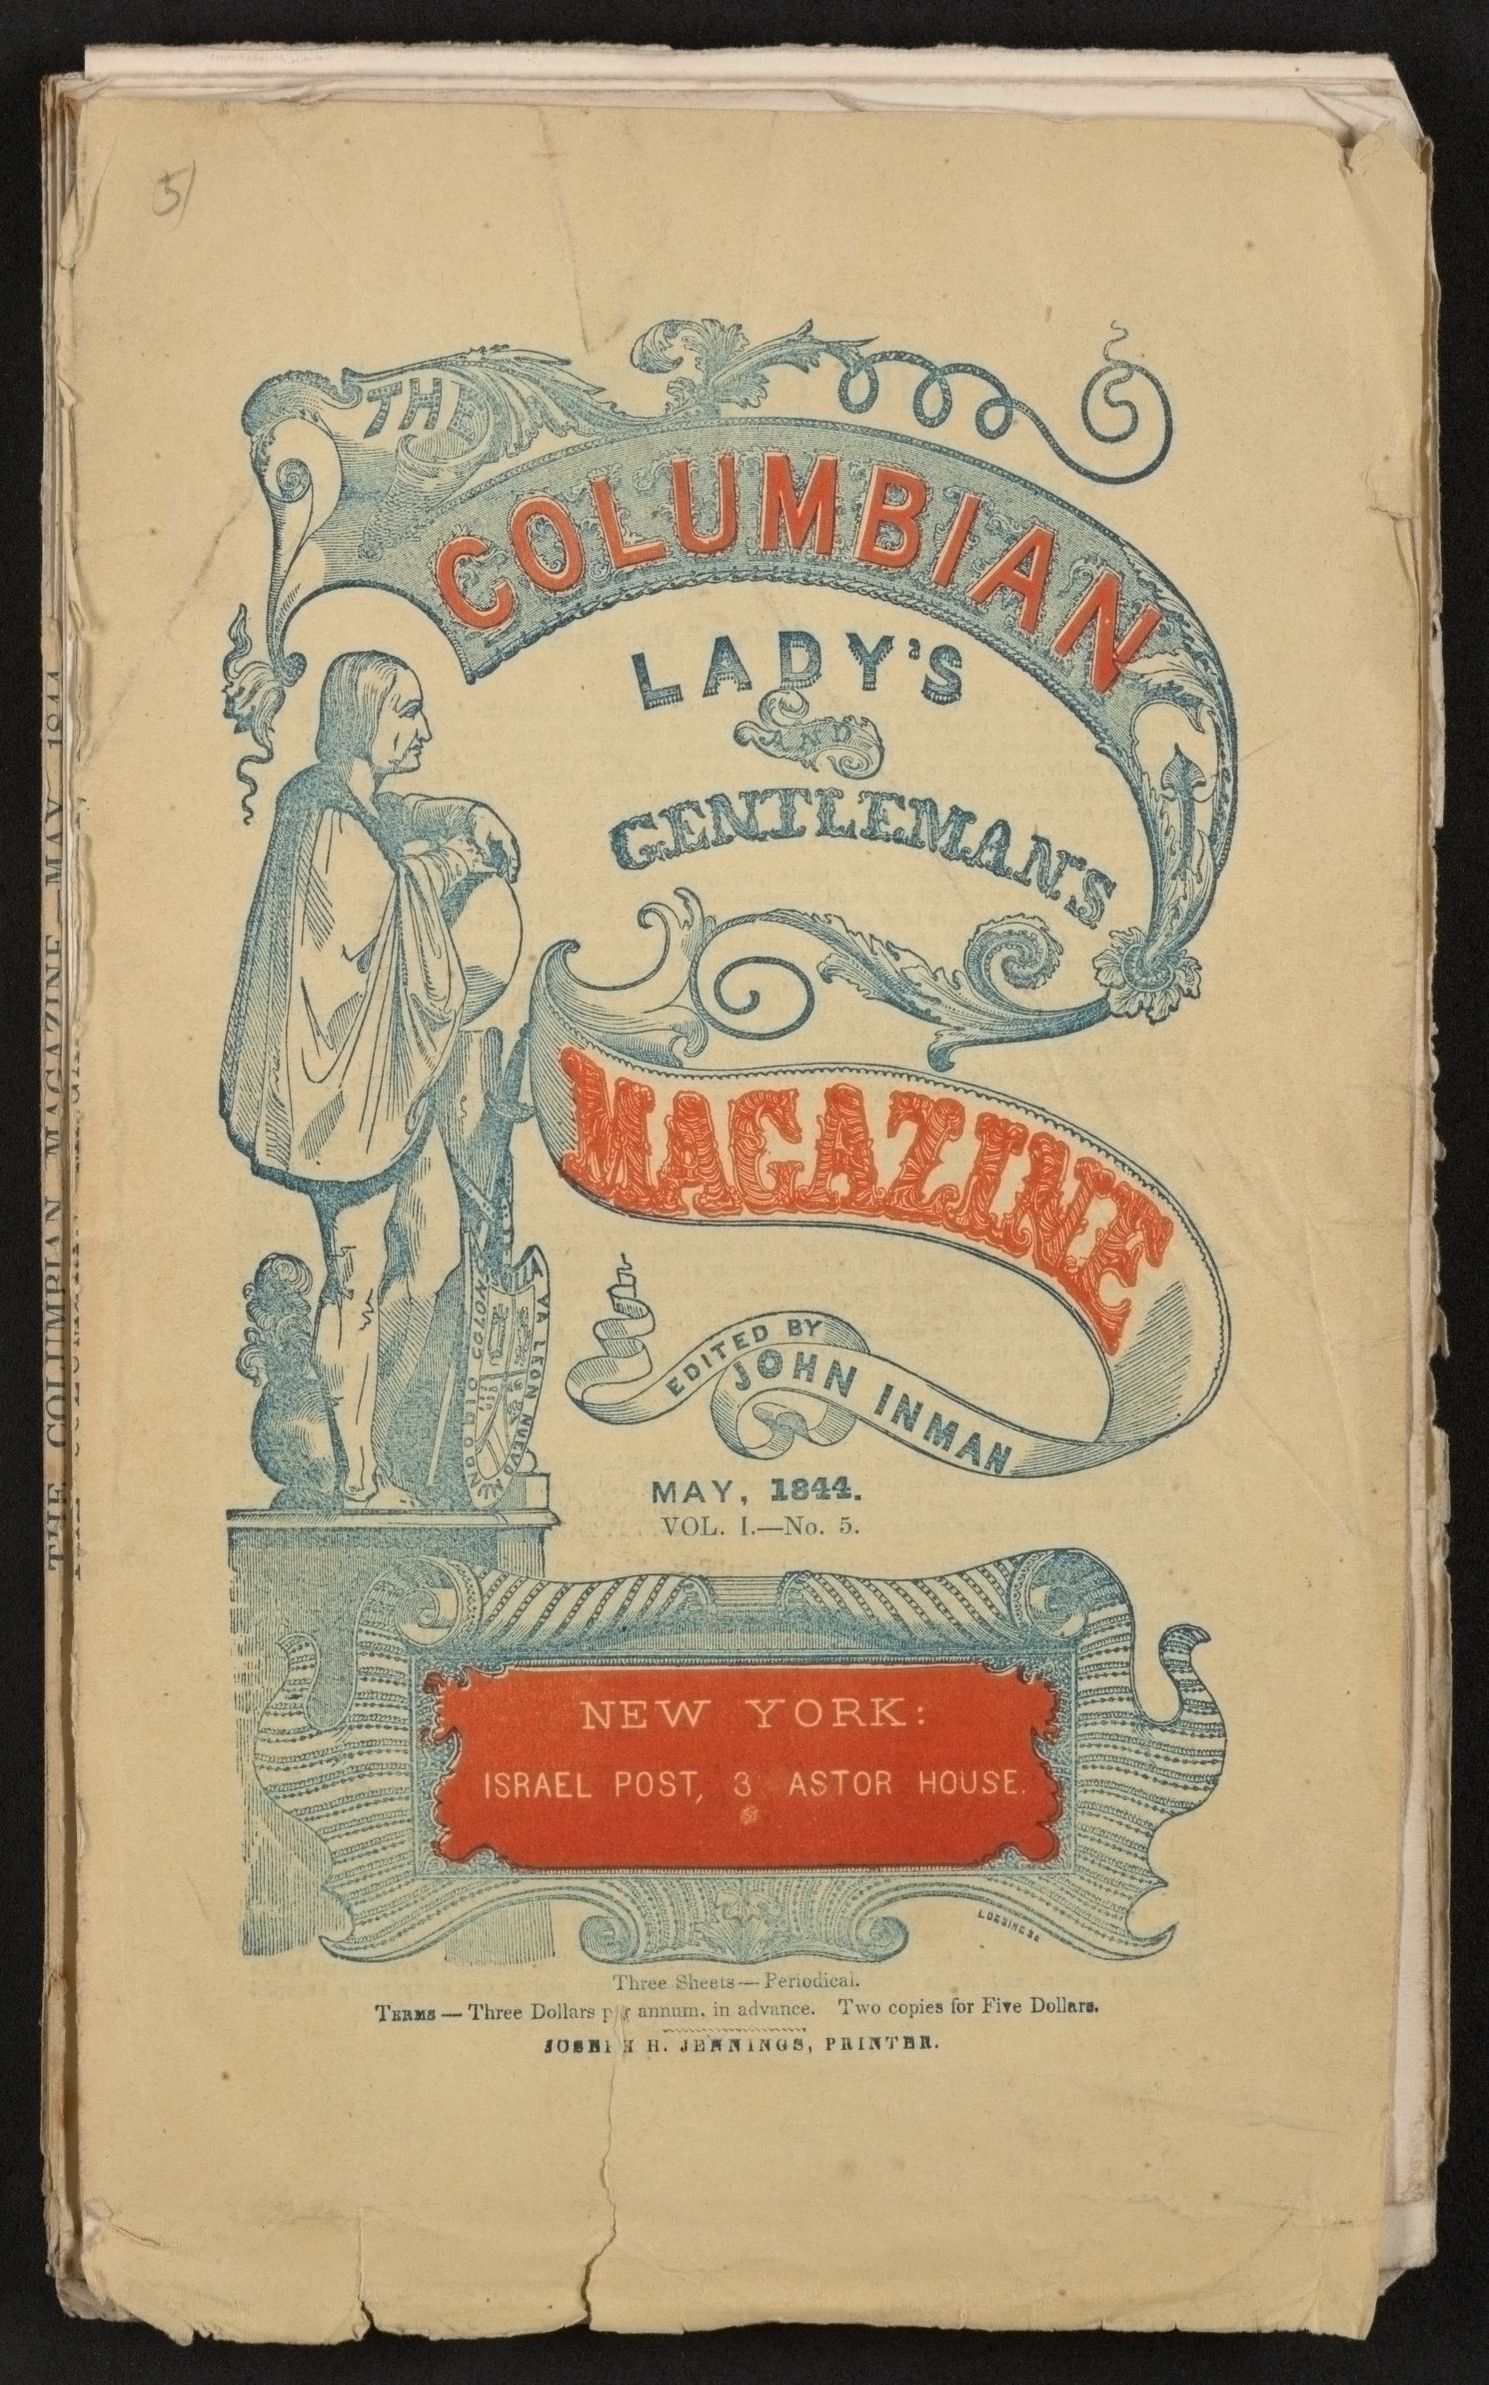 5
THE
COLUMBIAN
LADY'S
AND
GENTLEMAN'S
MAGAZINE
EDITED BY
JOHN INMAN
MAY, 1844.
VOL. I.—No. 5.
NEW YORK:
ISRAEL POST, 3 ASTOR HOUSE.
LOSSING SC
Three Sheets—Periodical.
TERMS—Three Dollars per annum, in advance. Two copies for Five Dollars.
JOSEPH H. JENNINGS, PRINTER.
THE COLUMBIAN MAGAZINE—MAY 1844